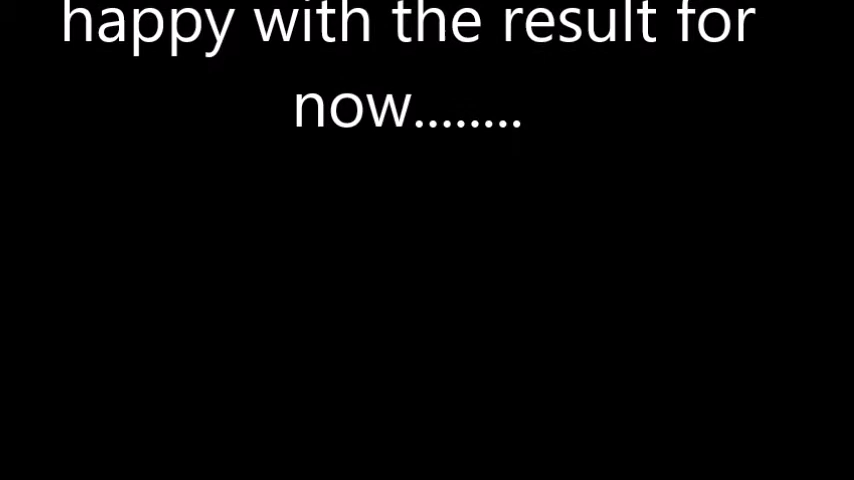 happy with the result for
now........